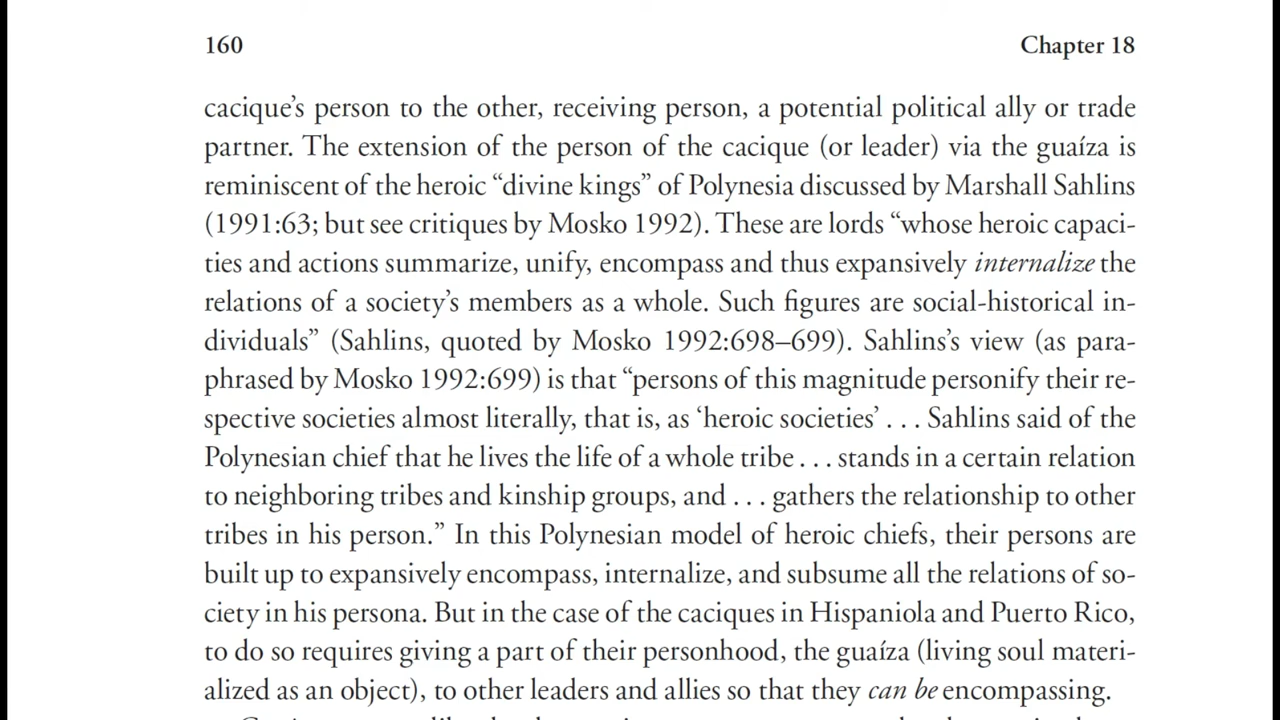 160 Chapter 18
cacique’s person to the other, receiving person, a potential political ally or trade
partner. The extension of the person of the cacique (or leader) via the guaíza is
reminiscent of the heroic “divine kings” of Polynesia discussed by Marshall Sahlins
(1991:63; but see critiques by Mosko 1992). These are lords “whose heroic capaci-
ties and actions summarize, unify, encompass and thus expansively internalize the
relations of a society’s members as a whole. Such figures are social-historical in-
dividuals” (Sahlins, quoted by Mosko 1992:698–699). Sahlins’s view (as para-
phrased by Mosko 1992:699) is that “persons of this magnitude personify their re-
spective societies almost literally, that is, as ‘heroic societies’ . . . Sahlins said of the
Polynesian chief that he lives the life of a whole tribe . . . stands in a certain relation
to neighboring tribes and kinship groups, and . . . gathers the relationship to other
tribes in his person.” In this Polynesian model of heroic chiefs, their persons are
built up to expansively encompass, internalize, and subsume all the relations of so-
ciety in his persona. But in the case of the caciques in Hispaniola and Puerto Rico,
to do so requires giving a part of their personhood, the guaíza (living soul materi-
alized as an object), to other leaders and allies so that they can be encompassing.